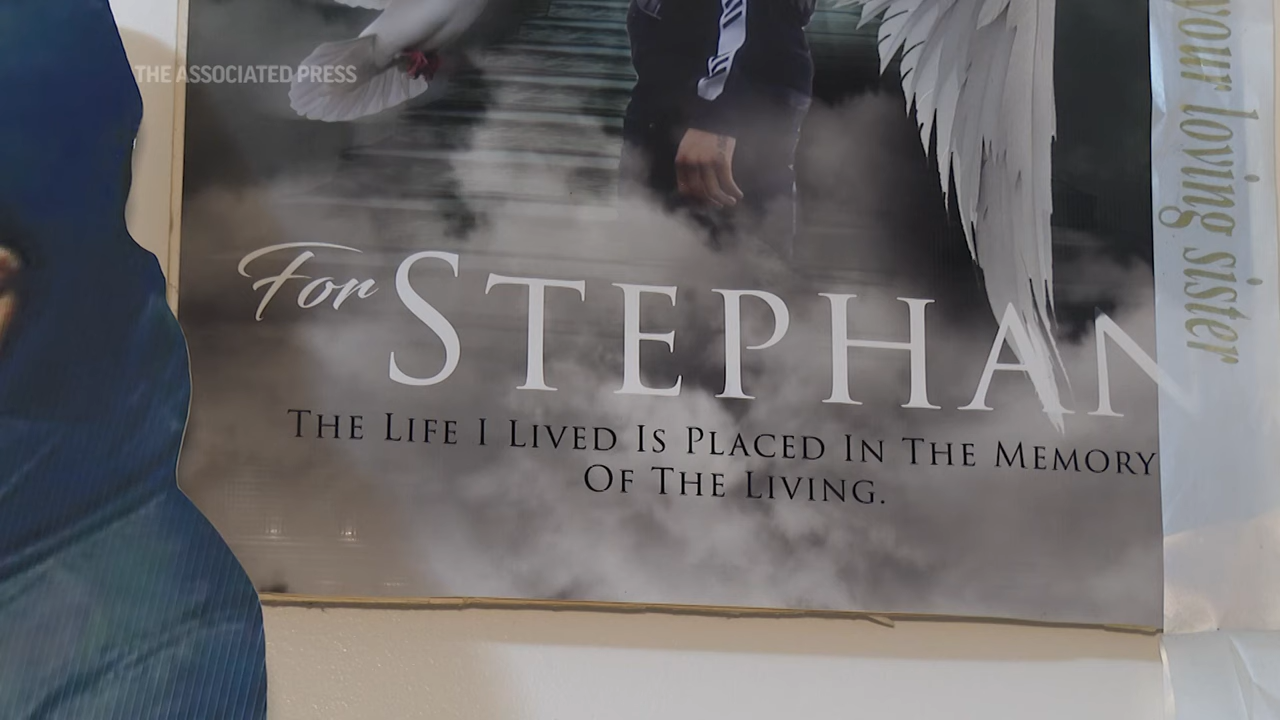 THE ASSOCIATED PRESS
For STEPHAN
THE LIFE I LIVED IS PLACED IN THE MEMORY
OF THE LIVING.
your loving sister